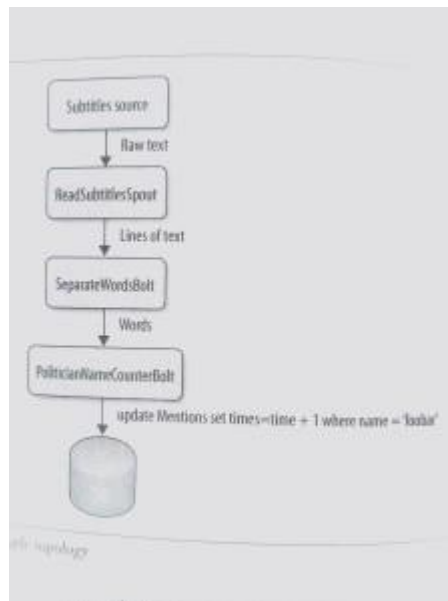 Subtitles source
Raw text
ReadSubtitlesSpout
Lines of text
SeparateWordsBolt
Words
PoliticianNameCounterBolt
update Mentions set times=time + 1 where name = 'foobar'
topology